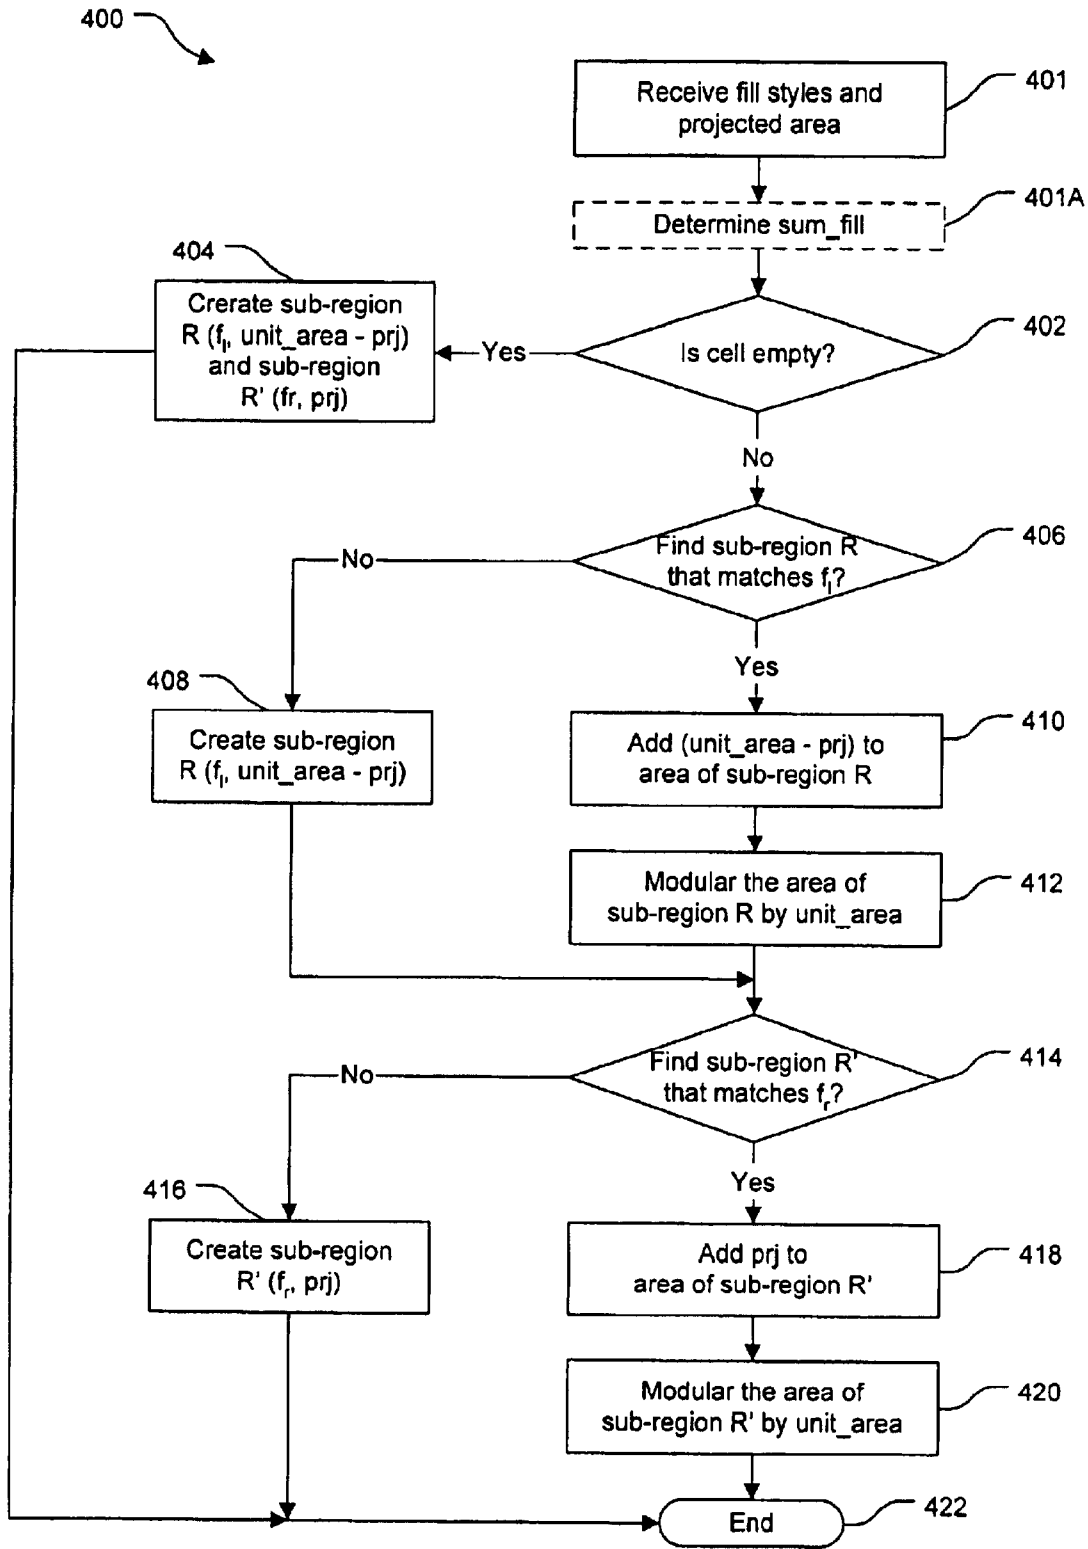 400
Receive fill styles and
projected area
401
Determine sum_fill
401A
404
Crerate sub-region
R (fl, unit_area - prj)
and sub-region
R' (fr, prj)
Yes
Is cell empty?
402
No
Find sub-region R
that matches fl?
406
No
Yes
408
Create sub-region
R (fl, unit_area - prj)
Add (unit_area - prj) to
area of sub-region R
410
Modular the area of
sub-region R by unit_area
412
Find sub-region R'
that matches fr?
414
No
Yes
416
Create sub-region
R' (fr, prj)
Add prj to
area of sub-region R'
418
Modular the area of
sub-region R' by unit_area
420
End
422